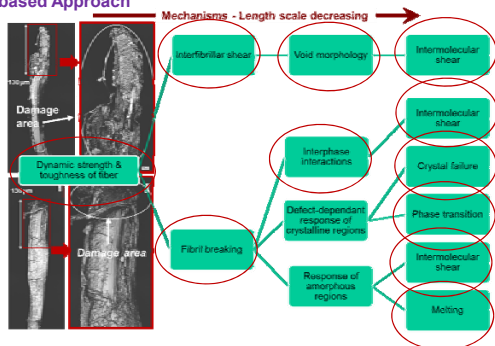 based Approach
Mechanisms - Length scale decreasing
130 µm
Damage
area
Interfibrillar shear
Void morphology
Intermolecular
shear
Intermolecular
shear
Interphase
interactions
Crystal failure
Dynamic strength &
toughness of fiber
Defect-dependant
response of
crystalline regions
Phase transition
Damage area
Fibril breaking
Intermolecular
shear
Response of
amorphous
regions
Melting